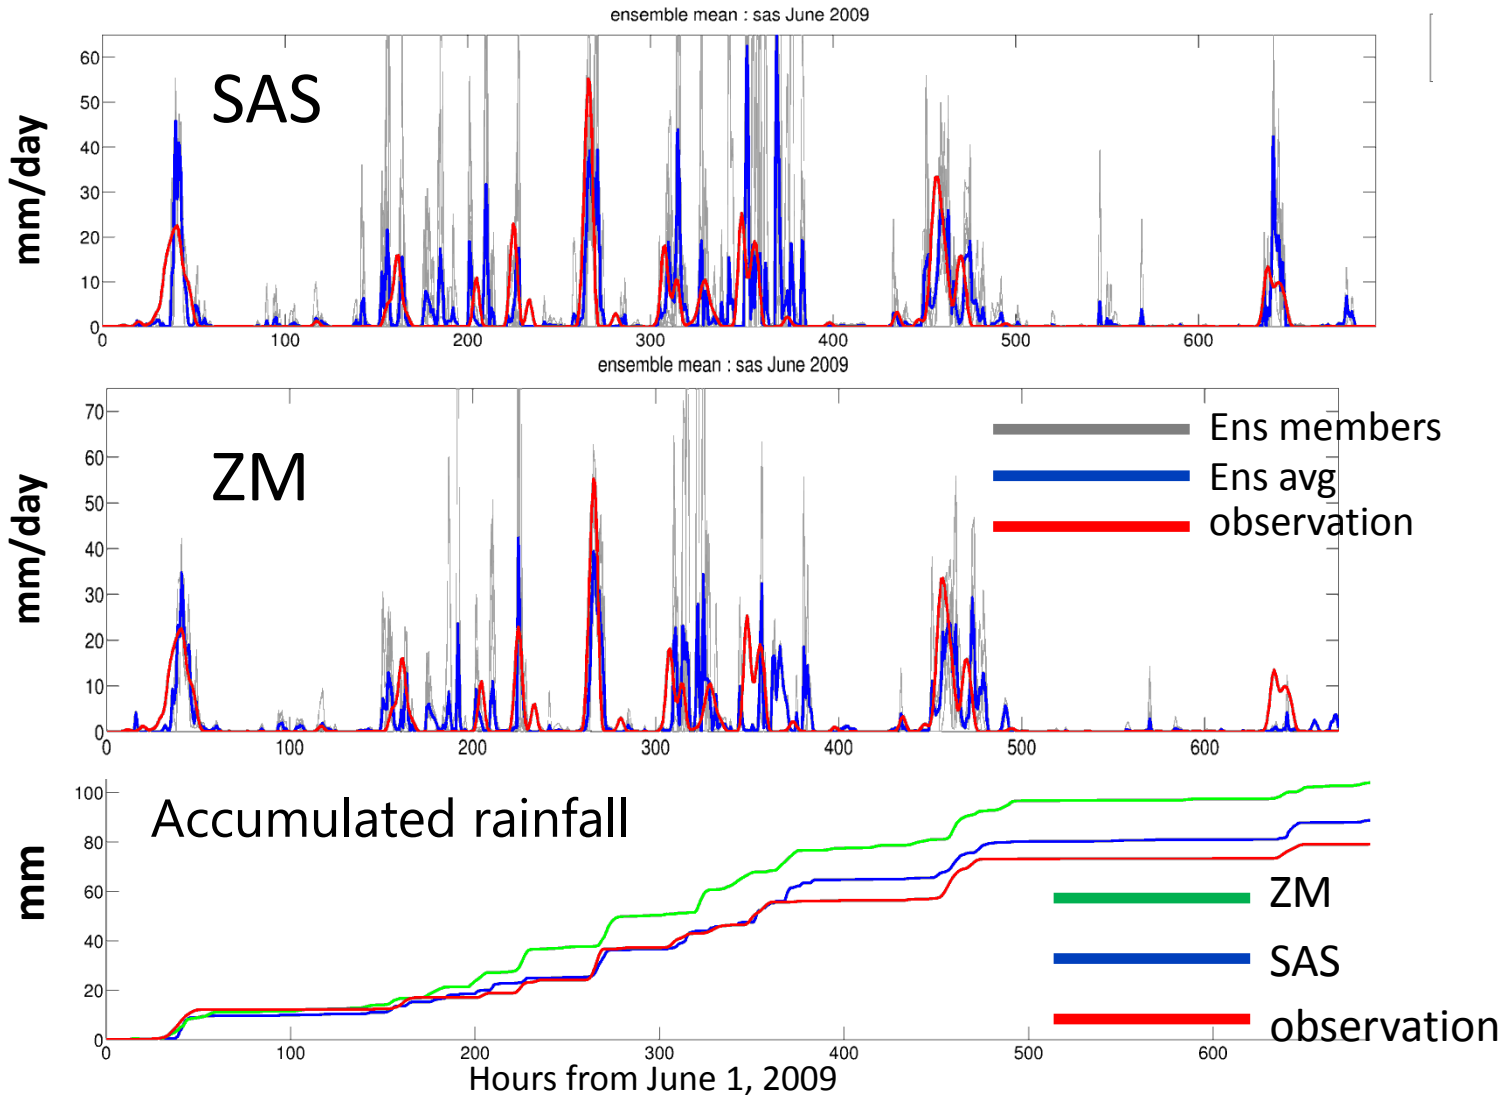 ensemble mean : sas June 2009
SAS
mm/day
60
50
40
30
20
10
0
0 100 200 300 400 500 600
ensemble mean : sas June 2009
ZM
mm/day
70
60
50
40
30
20
10
0
0 100 200 300 400 500 600
Ens members
Ens avg
observation
Accumulated rainfall
mm
100
80
60
40
20
0
0 100 200 300 400 500 600
ZM
SAS
observation
Hours from June 1, 2009